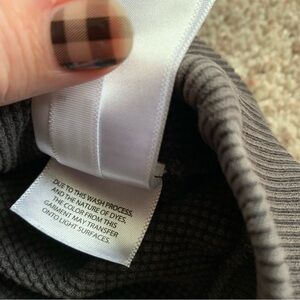 DUE TO THIS WASH PROCESS,
AND THE NATURE OF DYES,
THE COLOR FROM THIS
GARMENT MAY TRANSFER
ONTO LIGHT SURFACES.